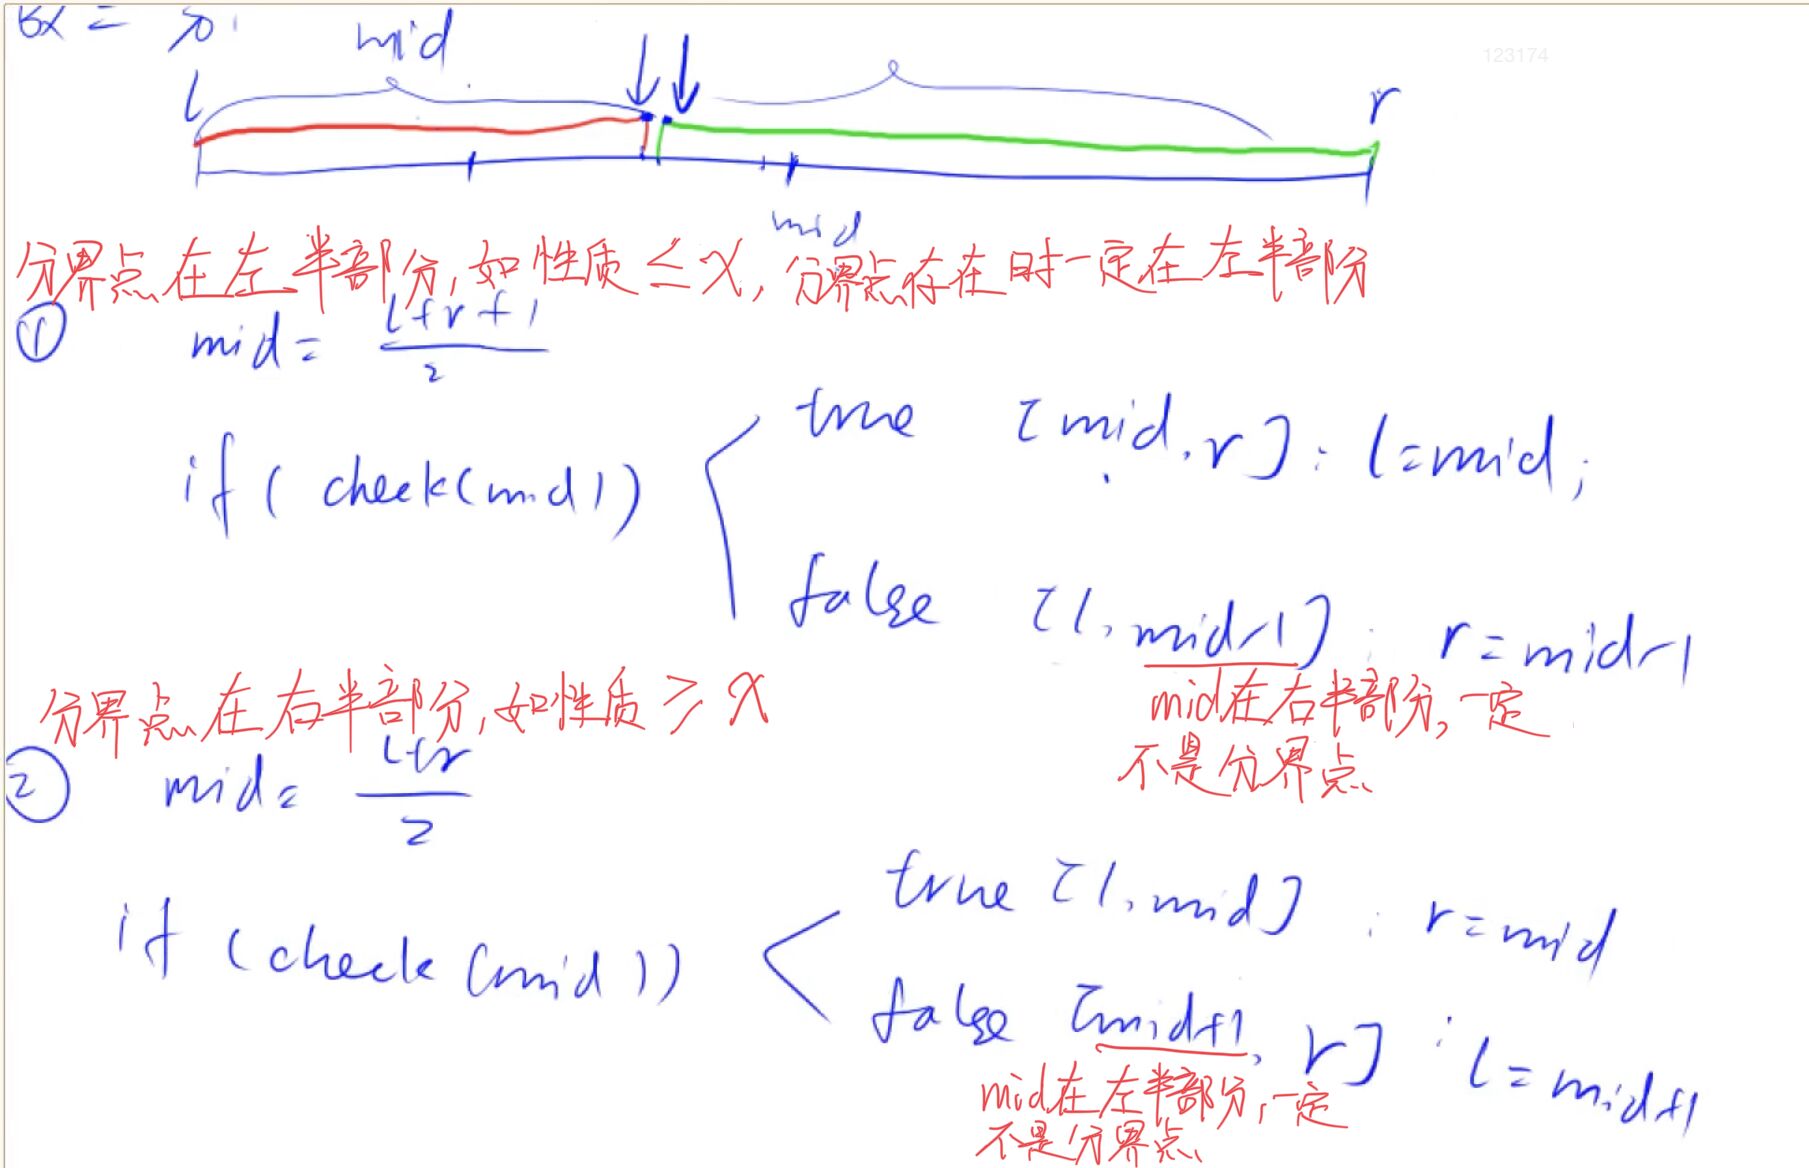 mid
123174
l
r
mid
分界点在左半部分,如性质≤x,分界点存在时一定在左半部分
① mid = l+r+1 / 2
if ( check(mid) )
true [mid, r] : l=mid;
false [l, mid-1] : r=mid-1
mid在右半部分,一定
不是分界点
分界点在右半部分,如性质≥x
② mid = l+r / 2
if (check(mid))
true [l, mid] : r=mid
false [mid+1, r] : l=mid+1
mid在左半部分,一定
不是分界点